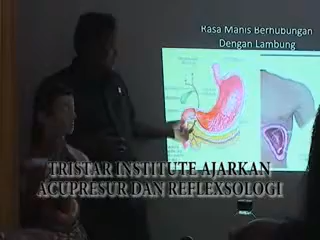 Rasa Manis Berhubungan
Dengan Lambung
TRISTAR INSTITUTE AJARKAN
ACUPRESUR DAN REFLEXSOLOGI